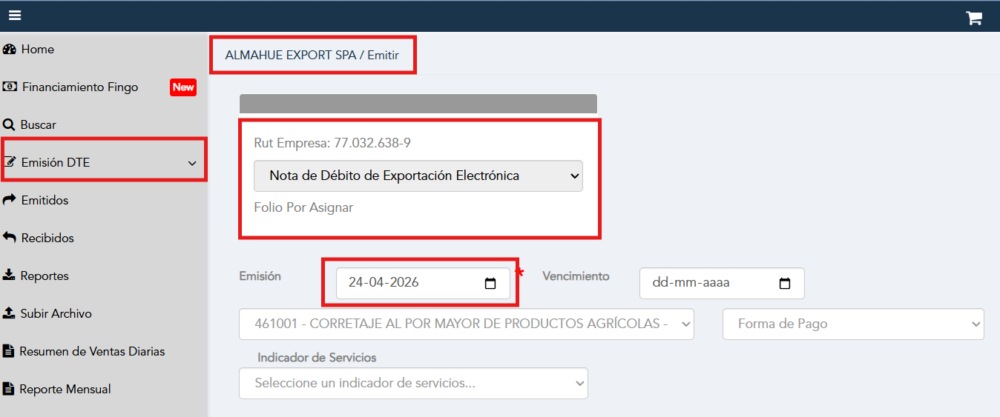 Home
ALMAHUE EXPORT SPA / Emitir
Financiamiento Fingo New
Buscar
Rut Empresa: 77.032.638-9
Emisión DTE
Nota de Débito de Exportación Electrónica
Emitidos
Folio Por Asignar
Recibidos
Reportes
Emisión 24-04-2026 * Vencimiento dd-mm-aaaa
Subir Archivo
461001 - CORRETAJE AL POR MAYOR DE PRODUCTOS AGRÍCOLAS - Forma de Pago
Resumen de Ventas Diarias
Indicador de Servicios
Reporte Mensual
Seleccione un indicador de servicios...